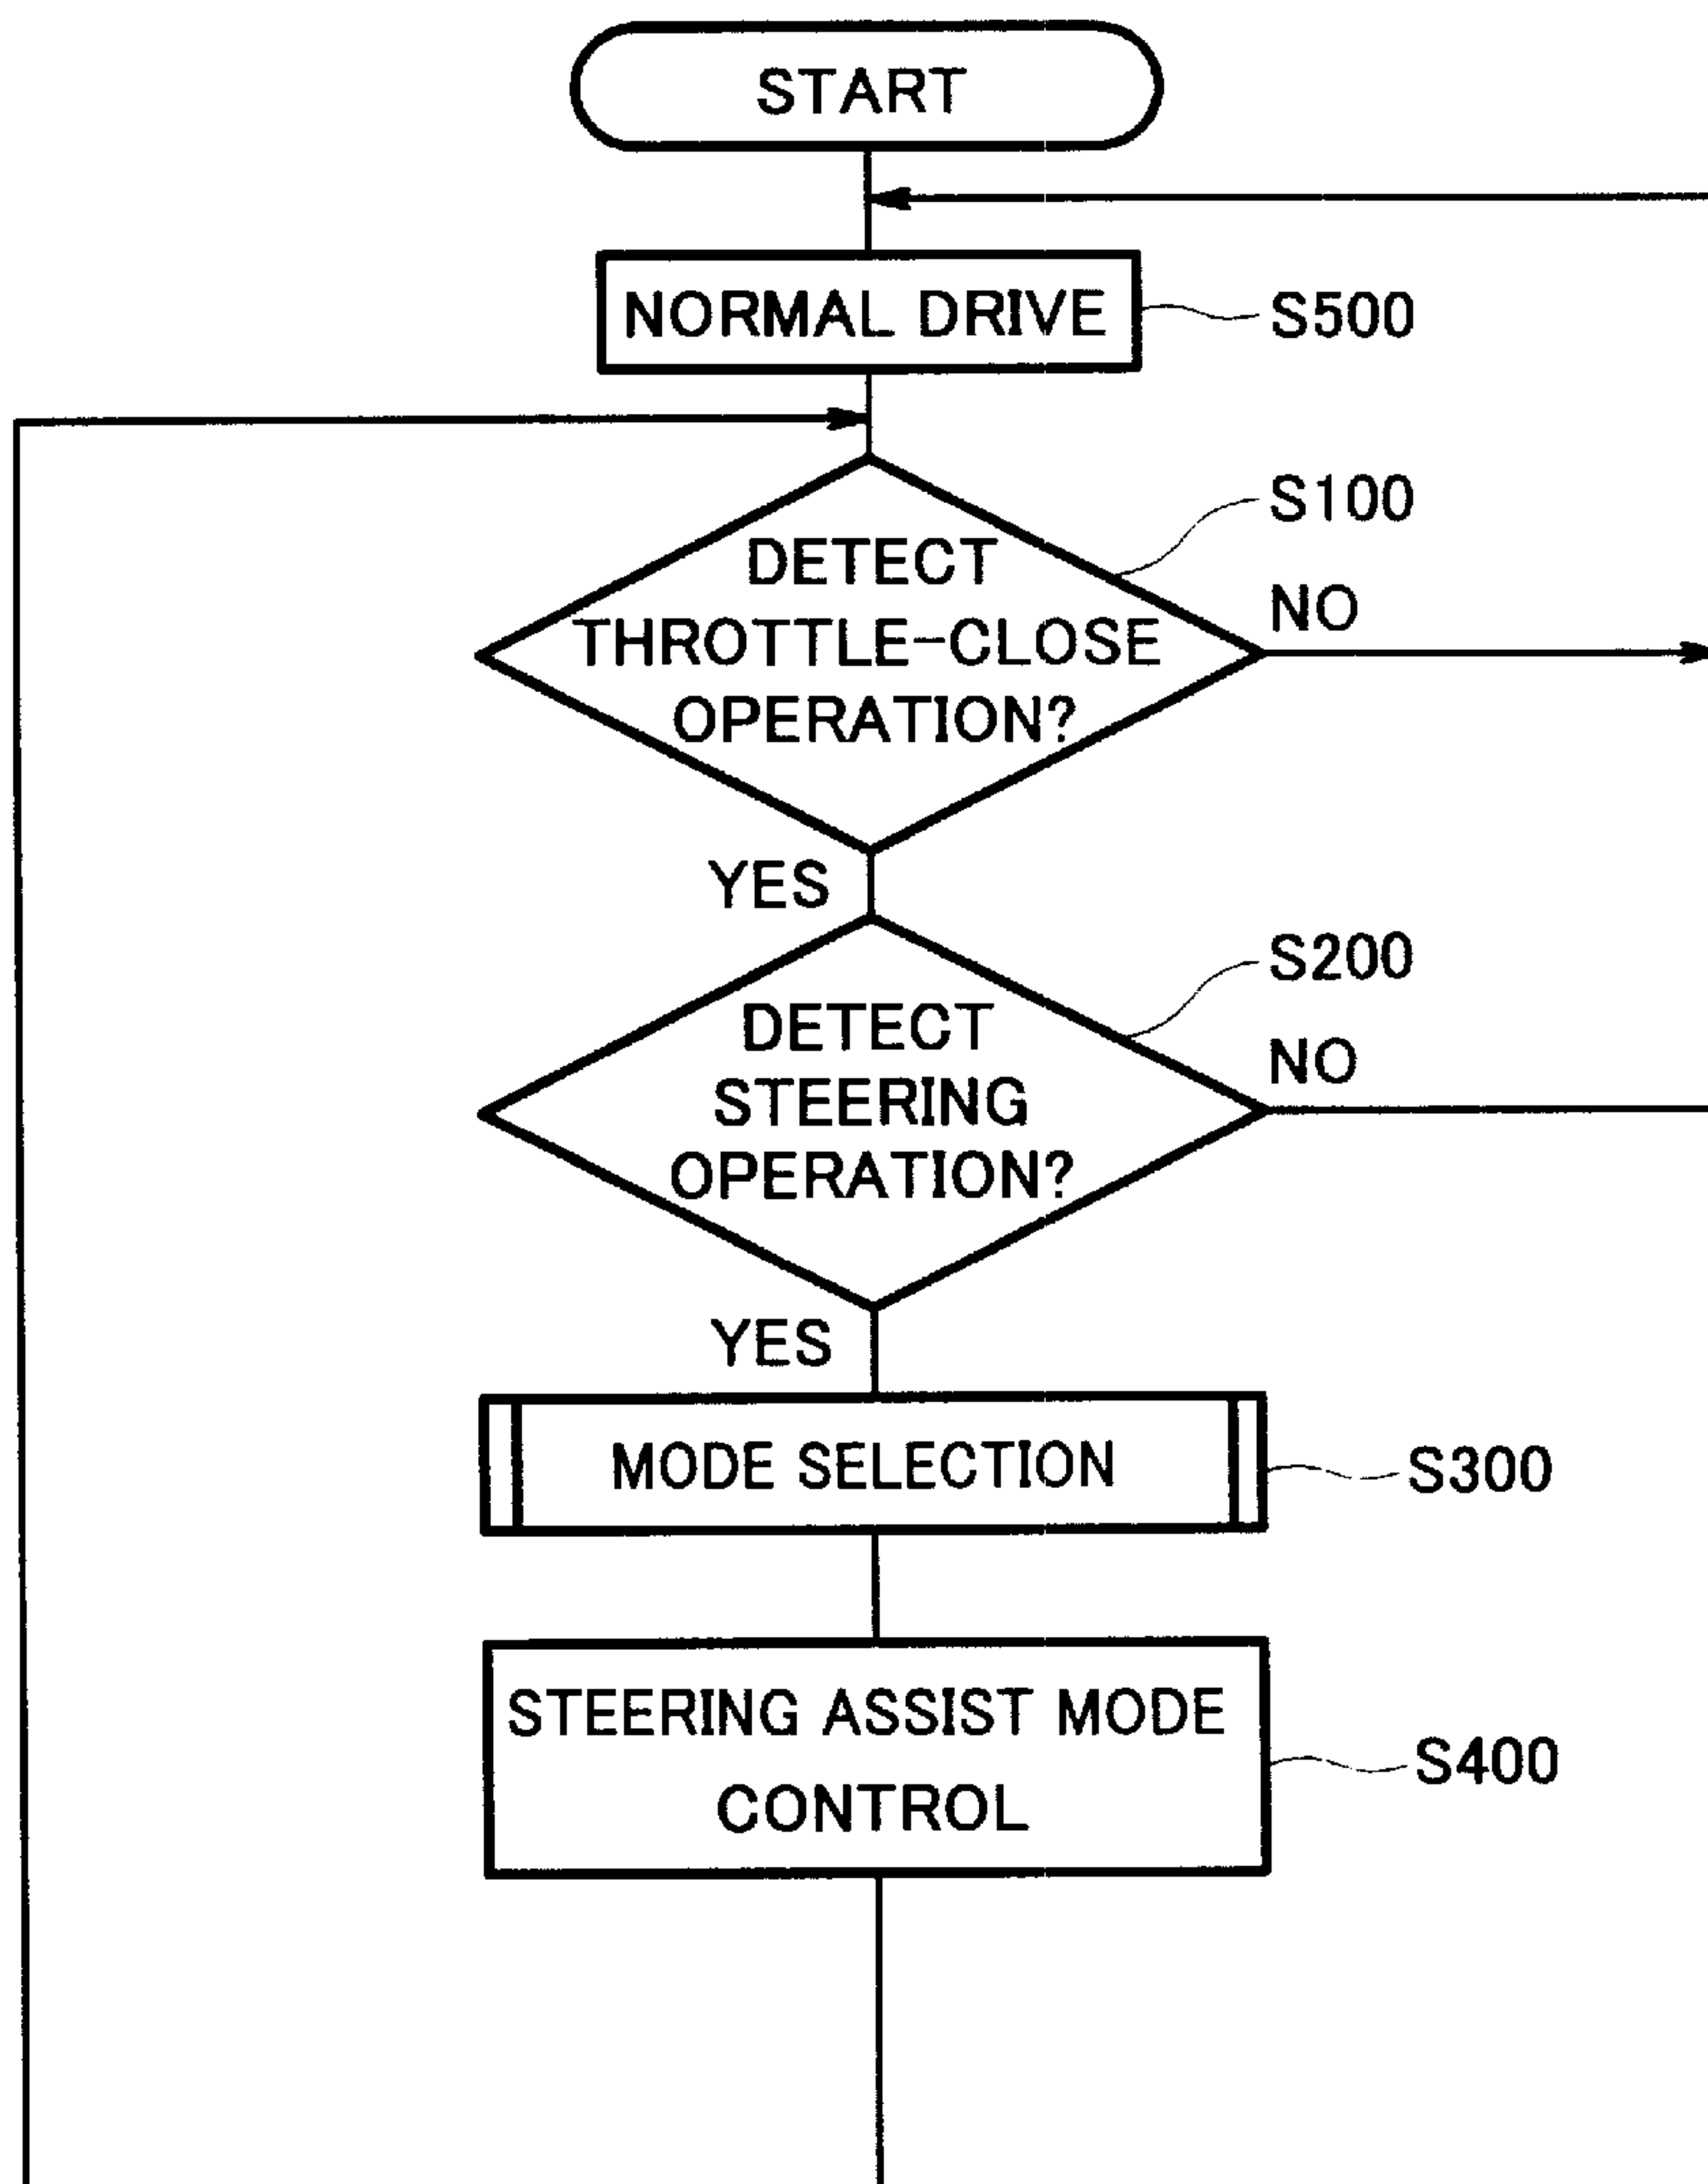 START
NORMAL DRIVE
S500
S100
DETECT
THROTTLE-CLOSE
OPERATION?
NO
YES
S200
DETECT
STEERING
OPERATION?
NO
YES
MODE SELECTION
S300
STEERING ASSIST MODE
CONTROL
S400